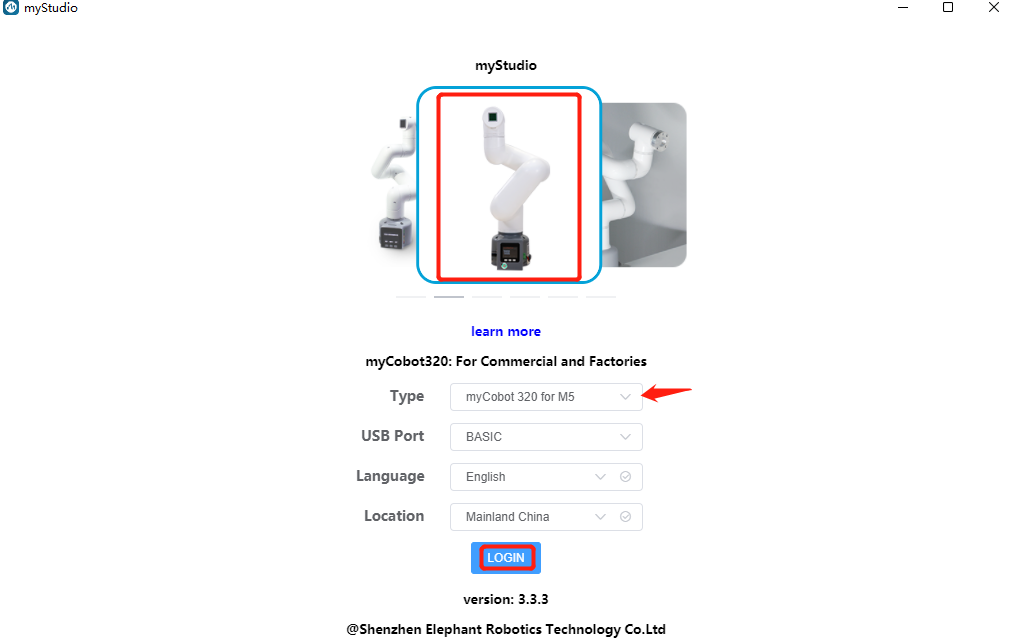 myStudio
myStudio
learn more
myCobot320: For Commercial and Factories
Type myCobot 320 for M5
USB Port BASIC
Language English
Location Mainland China
LOGIN
version: 3.3.3
@Shenzhen Elephant Robotics Technology Co.Ltd